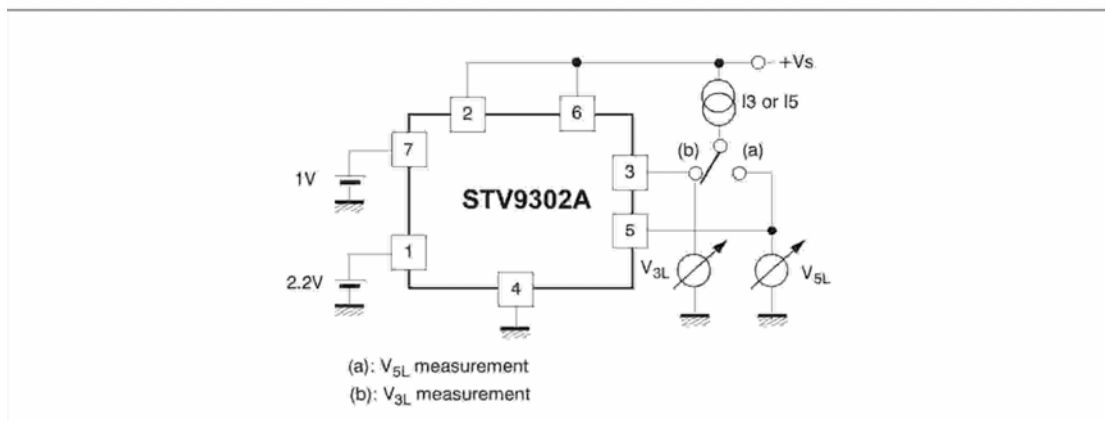 +Vs
I3 or I5
2
6
7
(b)
(a)
3
1V
STV9302A
5
1
V3L
V5L
2.2V
4
(a): V5L measurement
(b): V3L measurement